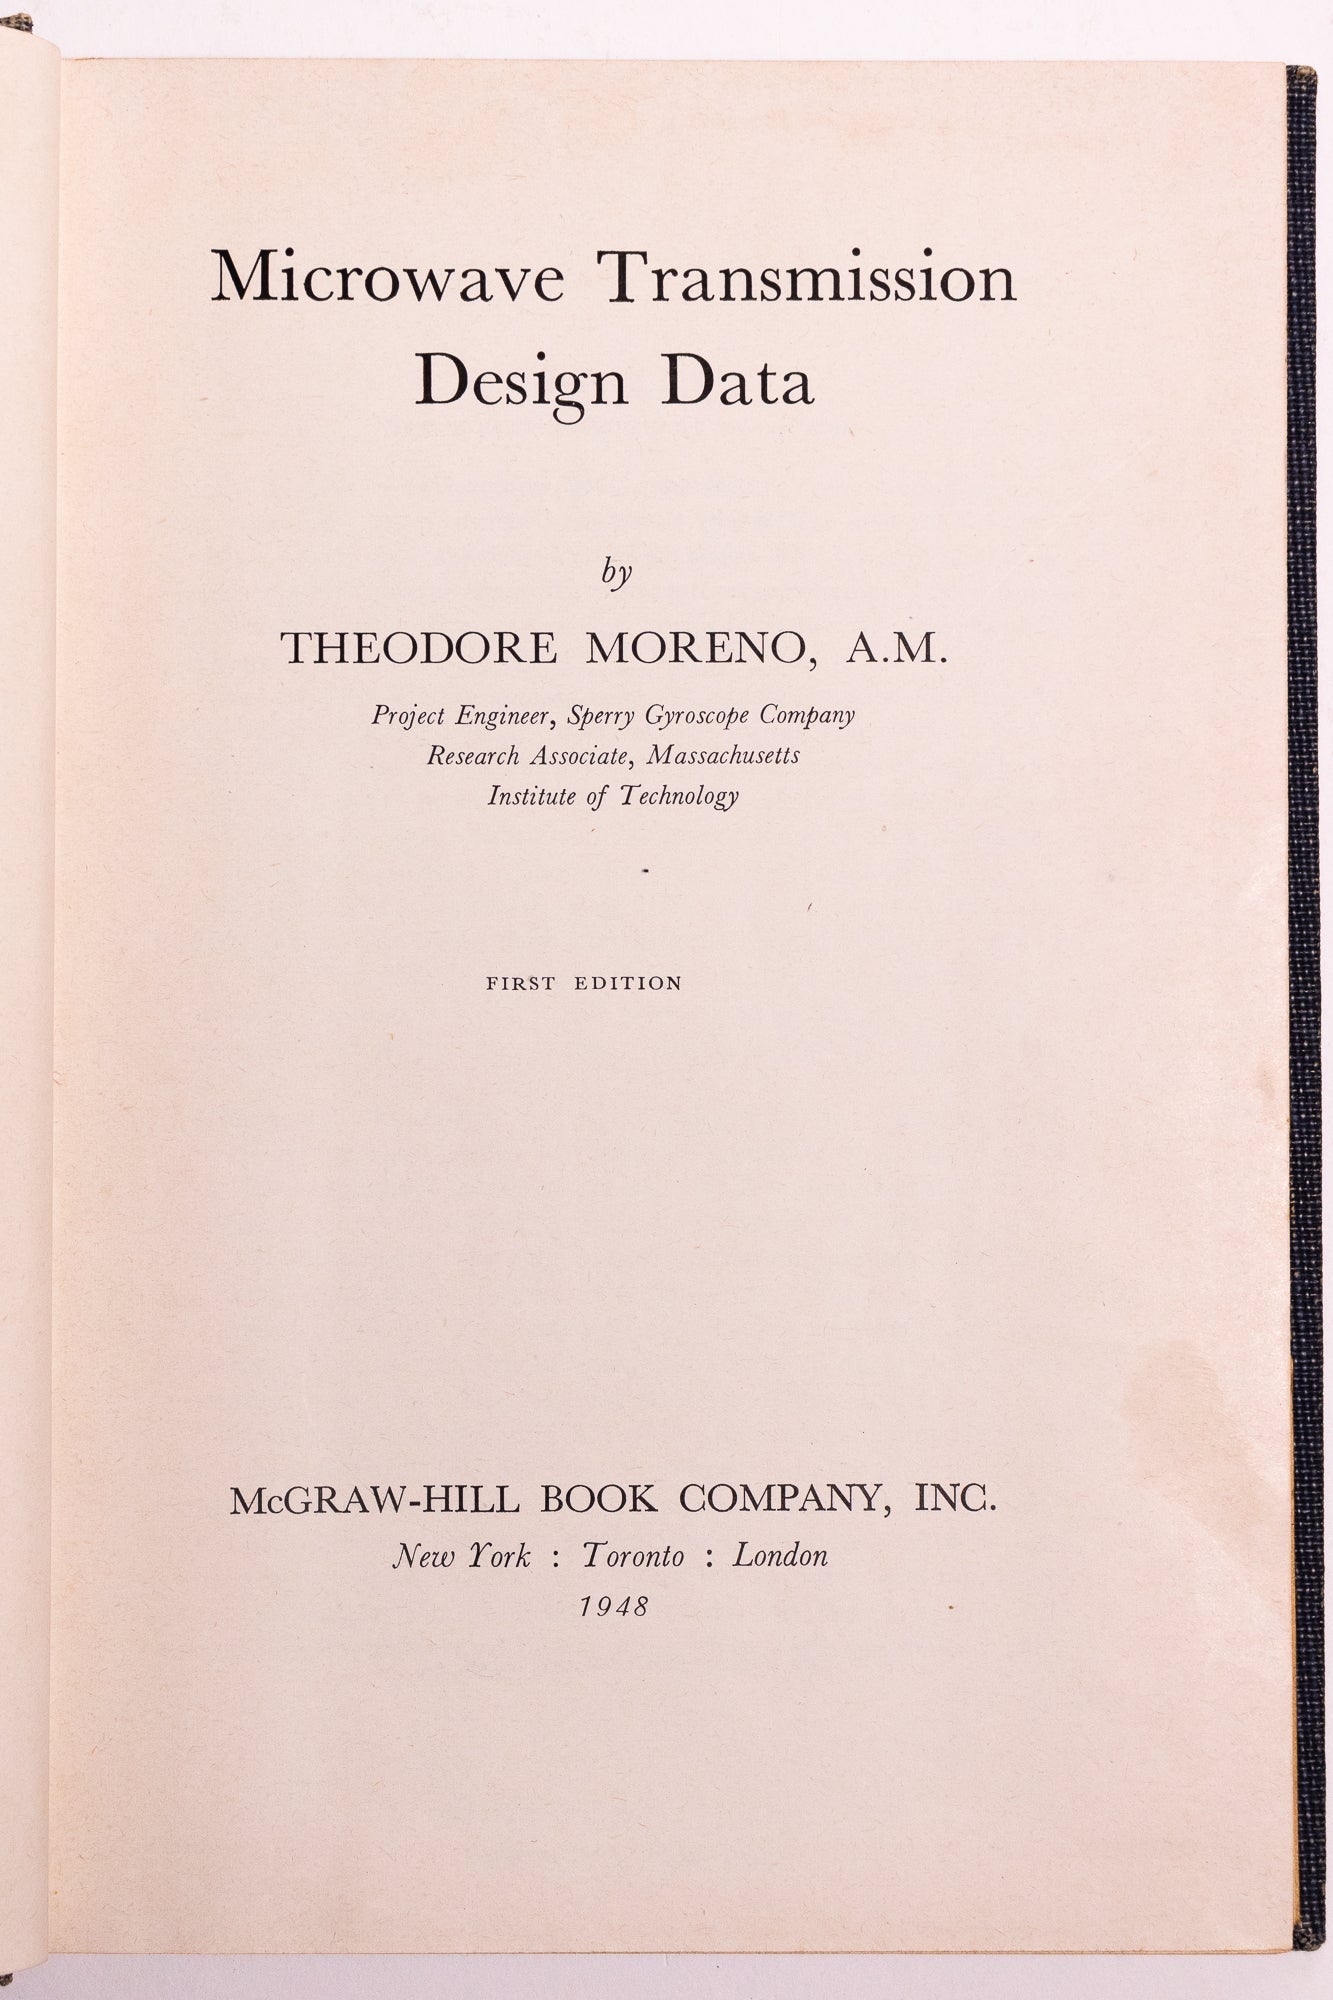 Microwave Transmission
Design Data
by
THEODORE MORENO, A.M.
Project Engineer, Sperry Gyroscope Company
Research Associate, Massachusetts
Institute of Technology
FIRST EDITION
McGRAW-HILL BOOK COMPANY, INC.
New York : Toronto : London
1948